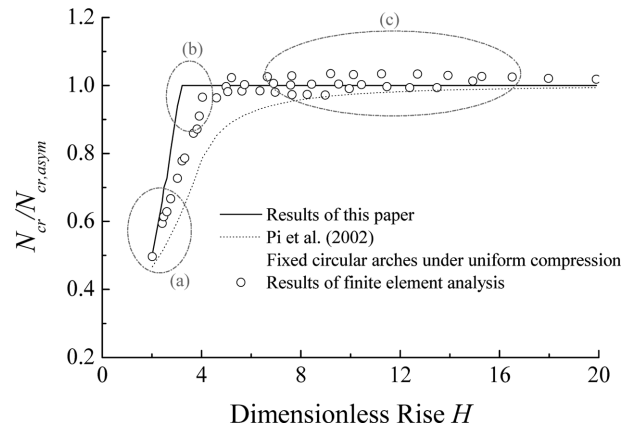 1.2
1.0
0.8
0.6
0.4
0.2
N_cr/N_cr,asym
(c)
(b)
(a)
Results of this paper
Pi et al. (2002)
Fixed circular arches under uniform compression
Results of finite element analysis
0 4 8 12 16 20
Dimensionless Rise H